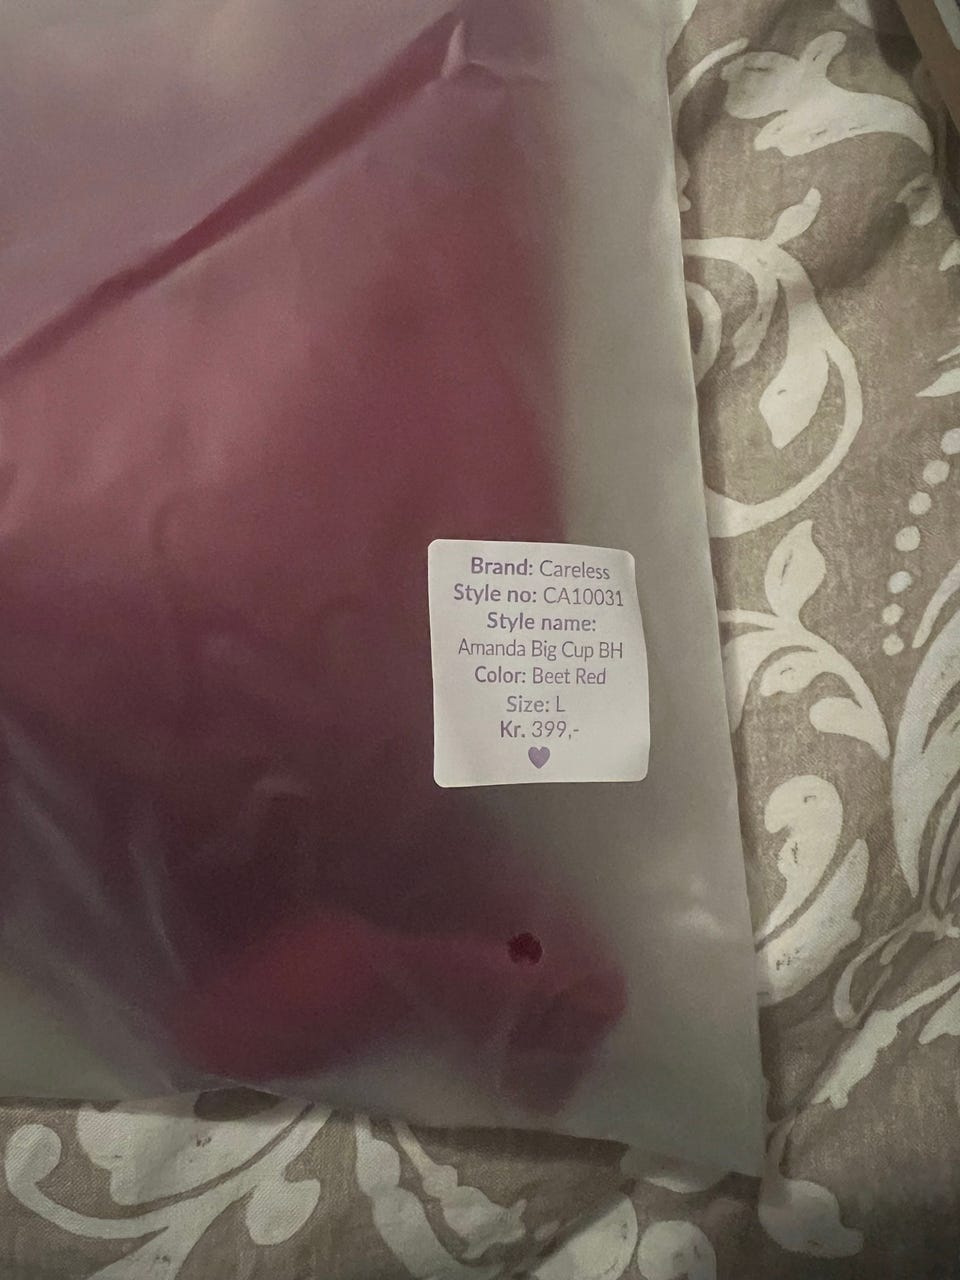 Brand: Careless
Style no: CA10031
Style name:
Amanda Big Cup BH
Color: Beet Red
Size: L
Kr. 399,-